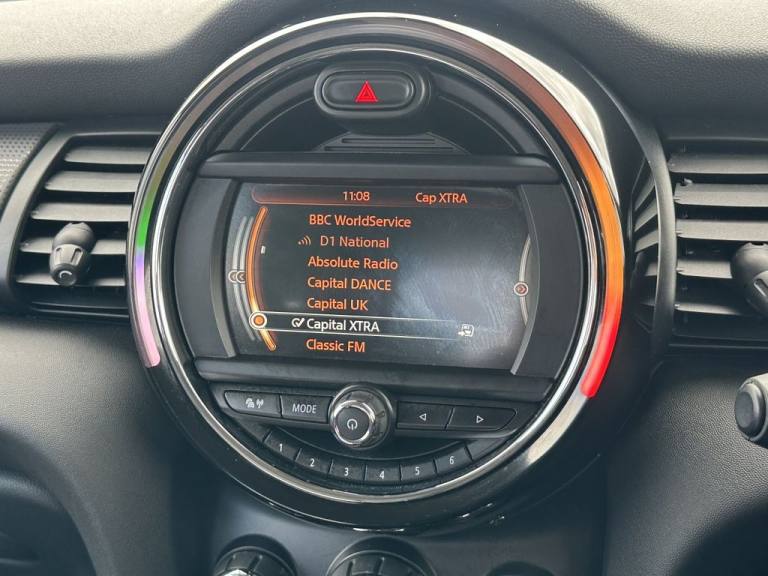 11:08 Cap XTRA
BBC WorldService
D1 National
Absolute Radio
Capital DANCE
Capital UK
Capital XTRA
Classic FM
MODE
1 2 3 4 5 6